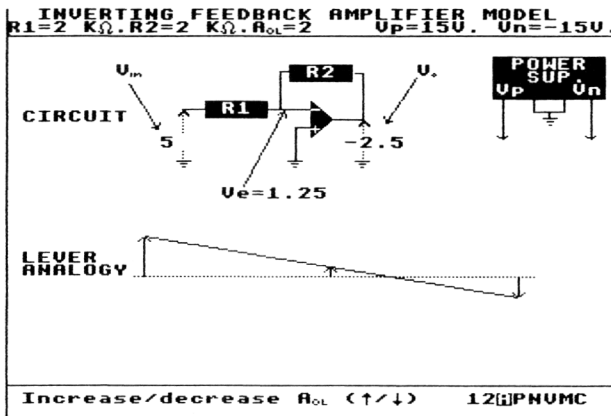 INVERTING FEEDBACK AMPLIFIER MODEL
R1=2 KΩ.R2=2 KΩ.AOL=2 Vp=15V. Vn=-15V.
Vin
R2
Vo
POWER
SUP.
Vp Vn
CIRCUIT
R1
5
-2.5
Ve=1.25
LEVER
ANALOGY
Increase/decrease AOL (↑/↓)
PNVMC